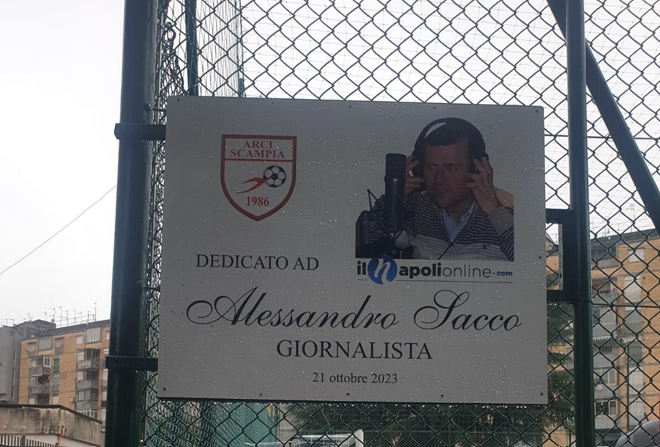 ARCI
SCAMPIA
1986
DEDICATO AD
ilnapolionline.com
Alessandro Sacco
GIORNALISTA
21 ottobre 2023